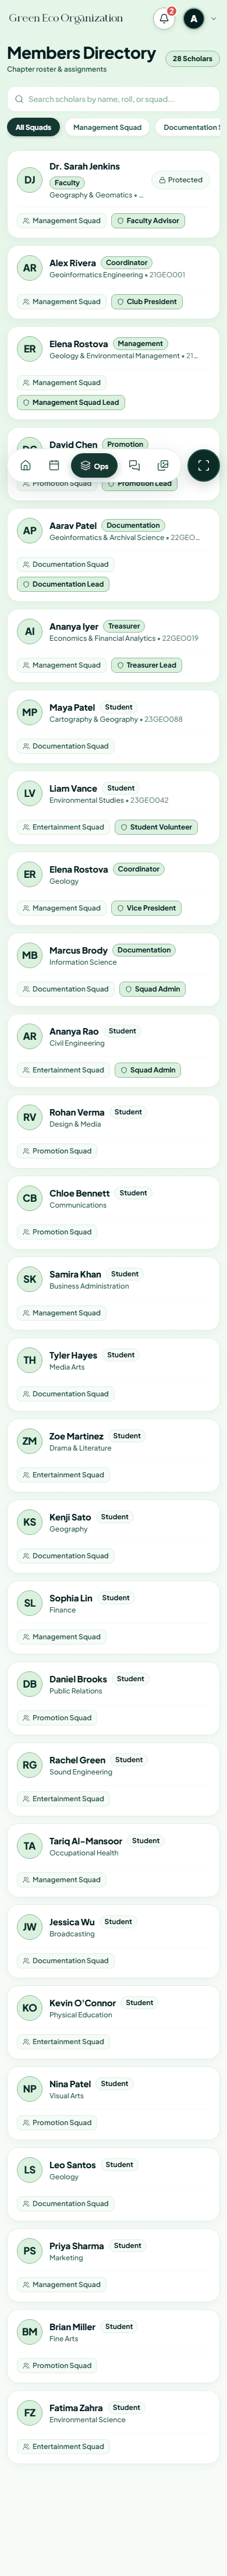 Green Eco Organization
2
A
Members Directory
Chapter roster & assignments
28 Scholars
Search scholars by name, roll, or squad...
All Squads
Management Squad
Documentation S
DJ
Dr. Sarah Jenkins
Faculty
Geography & Geomatics • ...
Protected
Management Squad
Faculty Advisor
AR
Alex Rivera
Coordinator
Geoinformatics Engineering • 21GEO001
Management Squad
Club President
ER
Elena Rostova
Management
Geology & Environmental Management • 21...
Management Squad
Management Squad Lead
David Chen
Promotion
Ops
Promotion Squad
Promotion Lead
AP
Aarav Patel
Documentation
Geoinformatics & Archival Science • 22GEO...
Documentation Squad
Documentation Lead
AI
Ananya Iyer
Treasurer
Economics & Financial Analytics • 22GEO019
Management Squad
Treasurer Lead
MP
Maya Patel
Student
Cartography & Geography • 23GEO088
Documentation Squad
LV
Liam Vance
Student
Environmental Studies • 23GEO042
Entertainment Squad
Student Volunteer
ER
Elena Rostova
Coordinator
Geology
Management Squad
Vice President
MB
Marcus Brody
Documentation
Information Science
Documentation Squad
Squad Admin
AR
Ananya Rao
Student
Civil Engineering
Entertainment Squad
Squad Admin
RV
Rohan Verma
Student
Design & Media
Promotion Squad
CB
Chloe Bennett
Student
Communications
Promotion Squad
SK
Samira Khan
Student
Business Administration
Management Squad
TH
Tyler Hayes
Student
Media Arts
Documentation Squad
ZM
Zoe Martinez
Student
Drama & Literature
Entertainment Squad
KS
Kenji Sato
Student
Geography
Documentation Squad
SL
Sophia Lin
Student
Finance
Management Squad
DB
Daniel Brooks
Student
Public Relations
Promotion Squad
RG
Rachel Green
Student
Sound Engineering
Entertainment Squad
TA
Tariq Al-Mansoor
Student
Occupational Health
Management Squad
JW
Jessica Wu
Student
Broadcasting
Documentation Squad
KO
Kevin O'Connor
Student
Physical Education
Entertainment Squad
NP
Nina Patel
Student
Visual Arts
Promotion Squad
LS
Leo Santos
Student
Geology
Documentation Squad
PS
Priya Sharma
Student
Marketing
Management Squad
BM
Brian Miller
Student
Fine Arts
Promotion Squad
FZ
Fatima Zahra
Student
Environmental Science
Entertainment Squad